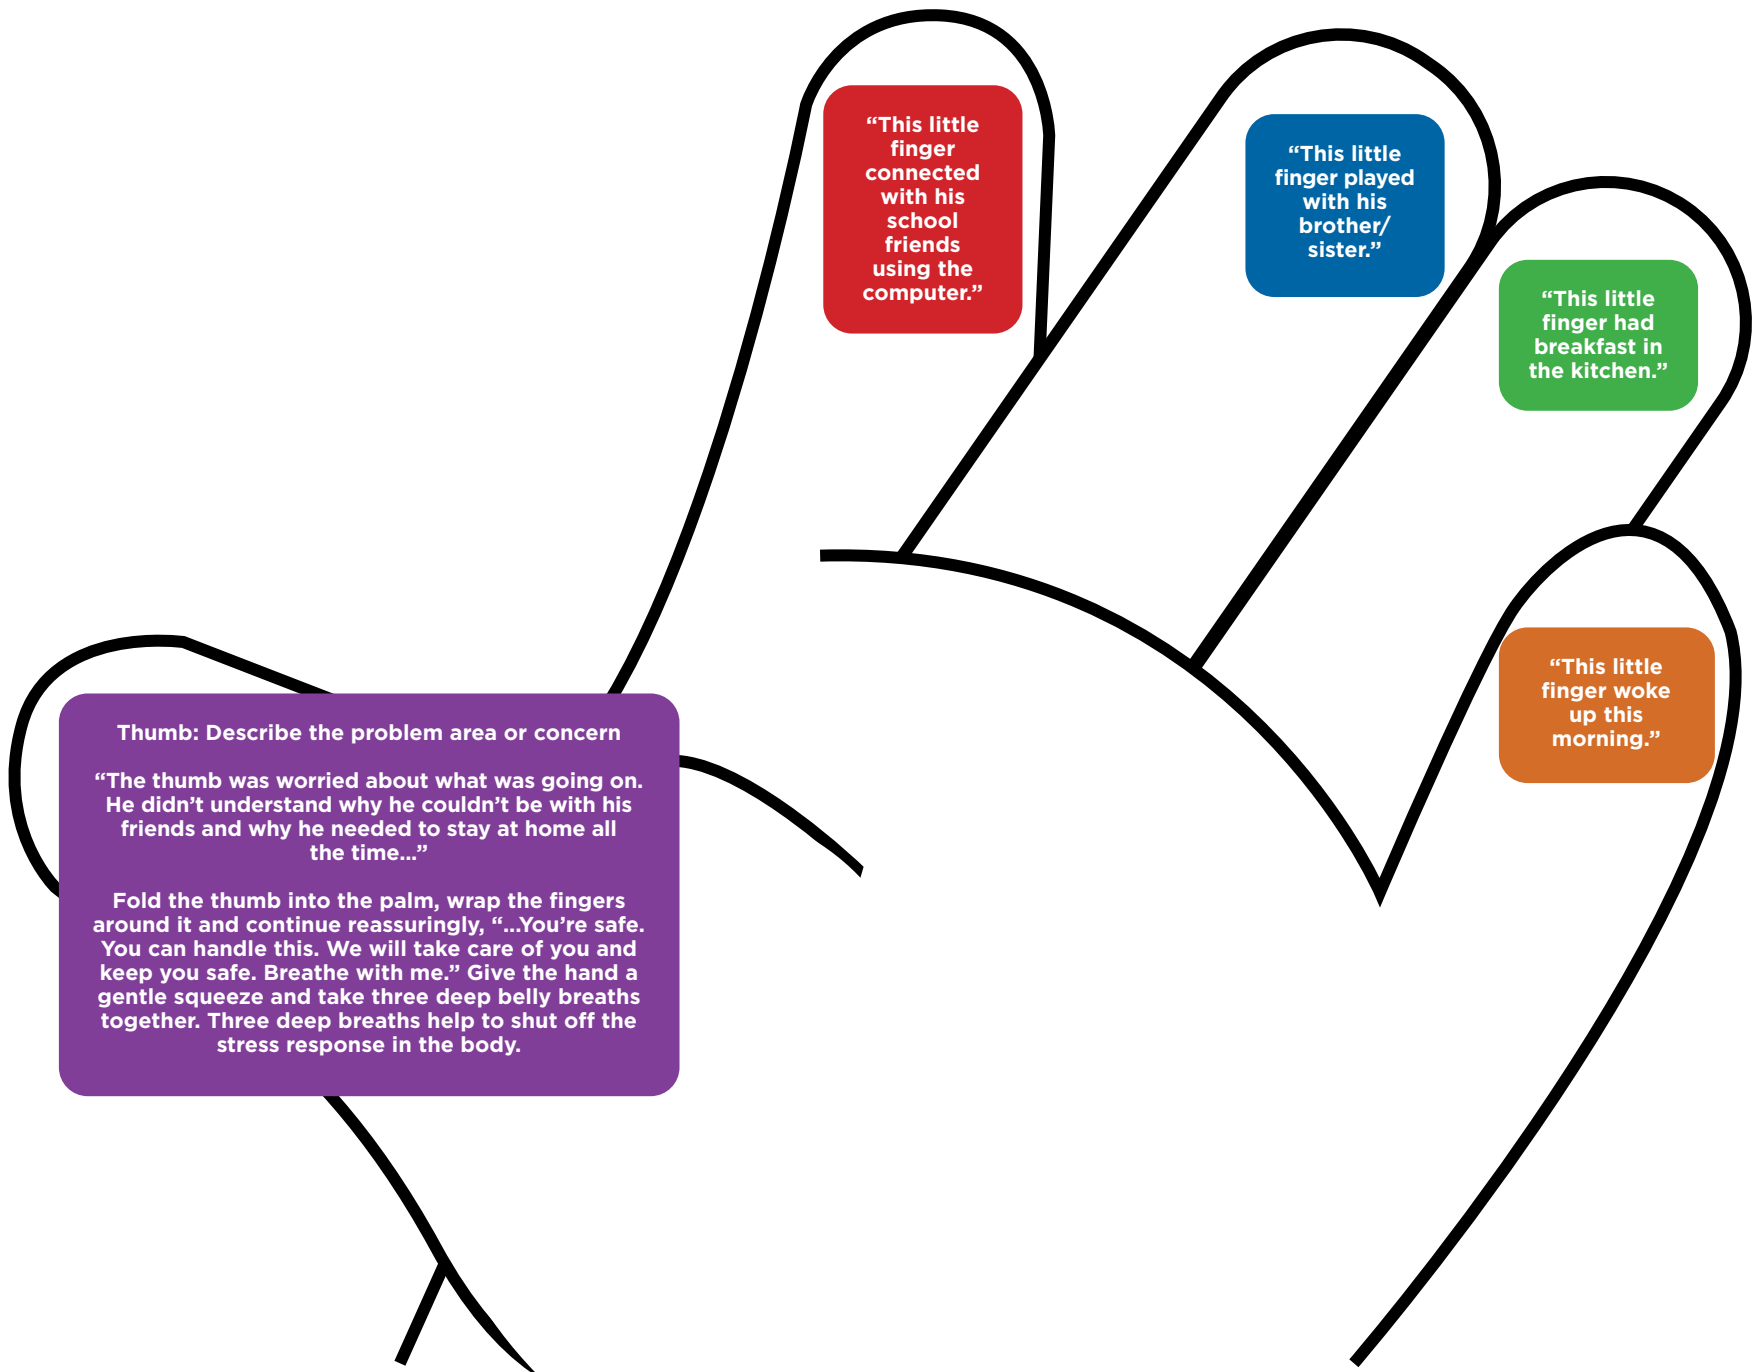 “This little
finger
connected
with his
school
friends
using the
computer.”
“This little
finger played
with his
brother/
sister.”
“This little
finger had
breakfast in
the kitchen.”
“This little
finger woke
up this
morning.”
Thumb: Describe the problem area or concern
“The thumb was worried about what was going on.
He didn’t understand why he couldn’t be with his
friends and why he needed to stay at home all
the time...”
Fold the thumb into the palm, wrap the fingers
around it and continue reassuringly, “...You’re safe.
You can handle this. We will take care of you and
keep you safe. Breathe with me.” Give the hand a
gentle squeeze and take three deep belly breaths
together. Three deep breaths help to shut off the
stress response in the body.